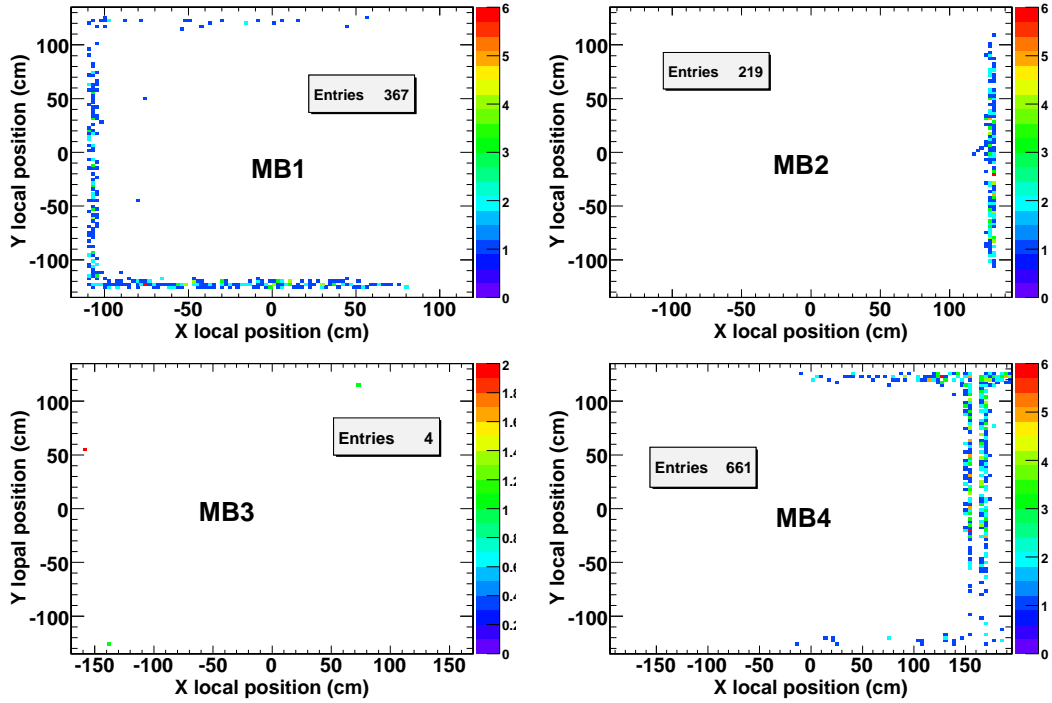 Y local position (cm)
100
50
0
-50
-100
Entries 367
MB1
-100 -50 0 50 100
X local position (cm)
6
5
4
3
2
1
0
Y local position (cm)
100
50
0
-50
-100
Entries 219
MB2
-100 -50 0 50 100
X local position (cm)
6
5
4
3
2
1
0
Y lopal position (cm)
100
50
0
-50
-100
Entries 4
MB3
-150 -100 -50 0 50 100 150
X local position (cm)
2
1.8
1.6
1.4
1.2
1
0.8
0.6
0.4
0.2
0
Y local position (cm)
100
50
0
-50
-100
Entries 661
MB4
-150 -100 -50 0 50 100 150
X local position (cm)
6
5
4
3
2
1
0